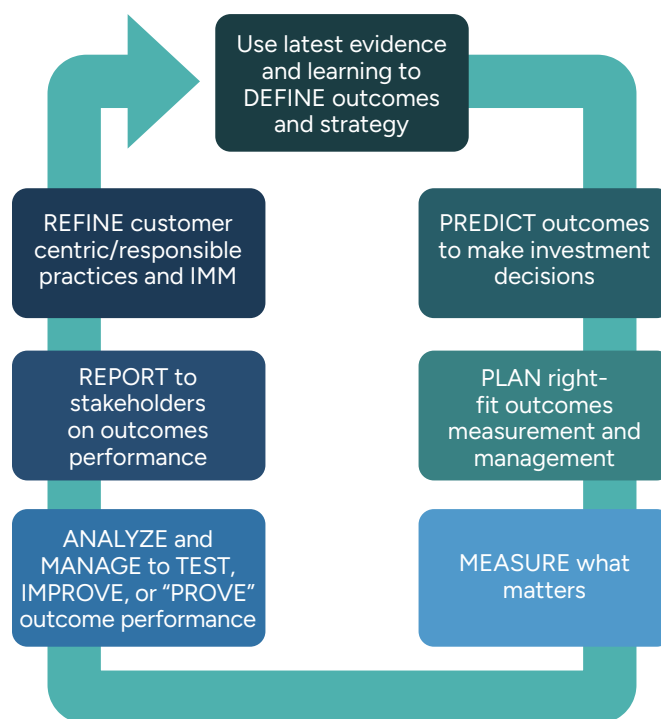 Use latest evidence
and learning to
DEFINE outcomes
and strategy
PREDICT outcomes
to make investment
decisions
PLAN right-
fit outcomes
measurement and
management
MEASURE what
matters
ANALYZE and
MANAGE to TEST,
IMPROVE, or “PROVE”
outcome performance
REPORT to
stakeholders
on outcomes
performance
REFINE customer
centric/responsible
practices and IMM